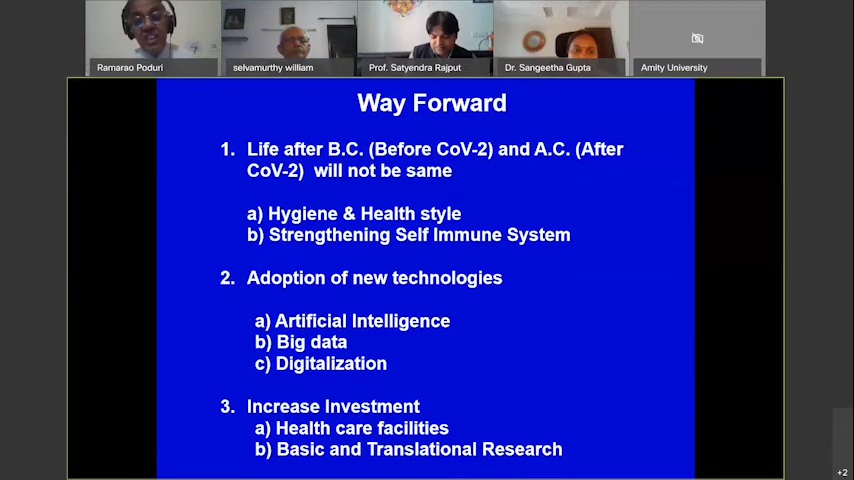 Ramarao Poduri
selvamurthy william
Prof. Satyendra Rajput
Dr. Sangeetha Gupta
Amity University
Way Forward
1. Life after B.C. (Before CoV-2) and A.C. (After
CoV-2) will not be same
a) Hygiene & Health style
b) Strengthening Self Immune System
2. Adoption of new technologies
a) Artificial Intelligence
b) Big data
c) Digitalization
3. Increase Investment
a) Health care facilities
b) Basic and Translational Research
+2